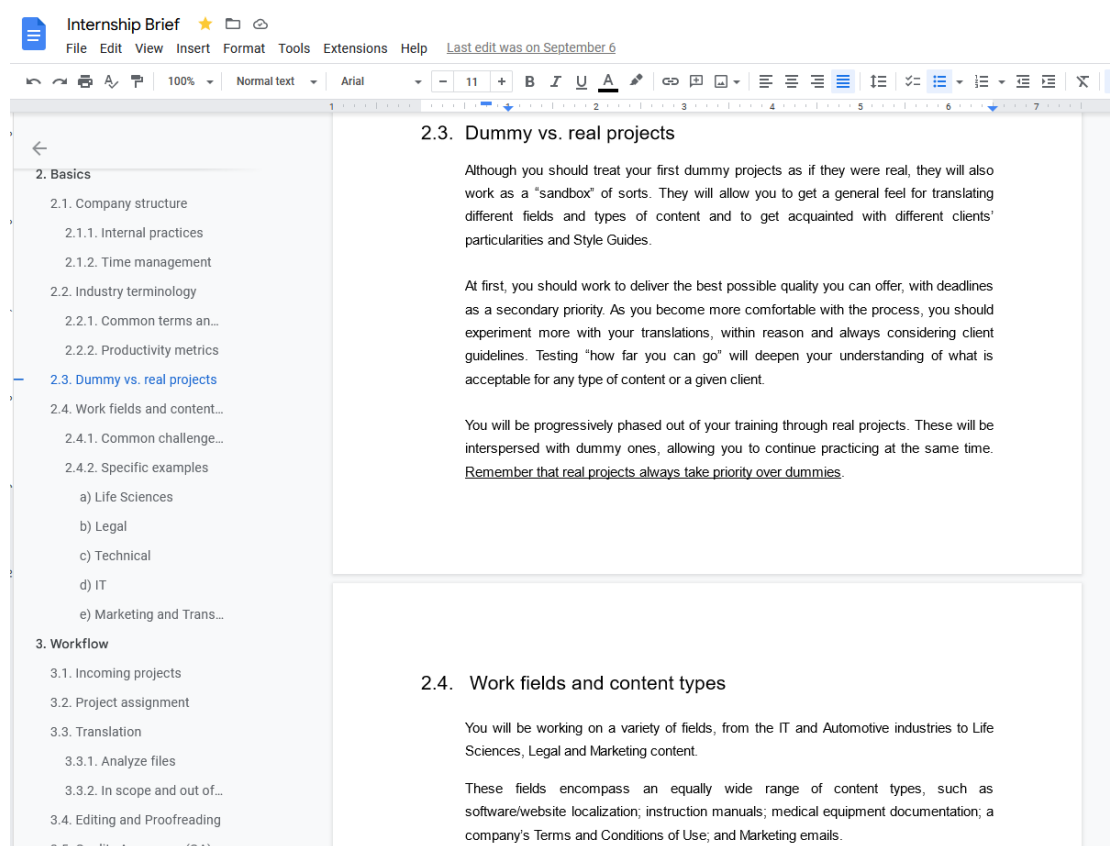 Internship Brief
File Edit View Insert Format Tools Extensions Help Last edit was on September 6
100% Normal text Arial − 11 + B I U A
1 2 3 4 5 6 7
2. Basics
2.1. Company structure
2.1.1. Internal practices
2.1.2. Time management
2.2. Industry terminology
2.2.1. Common terms an…
2.2.2. Productivity metrics
2.3. Dummy vs. real projects
2.4. Work fields and content…
2.4.1. Common challenge…
2.4.2. Specific examples
a) Life Sciences
b) Legal
c) Technical
d) IT
e) Marketing and Trans…
3. Workflow
3.1. Incoming projects
3.2. Project assignment
3.3. Translation
3.3.1. Analyze files
3.3.2. In scope and out of…
3.4. Editing and Proofreading
2.3. Dummy vs. real projects
Although you should treat your first dummy projects as if they were real, they will also
work as a “sandbox” of sorts. They will allow you to get a general feel for translating
different fields and types of content and to get acquainted with different clients’
particularities and Style Guides.
At first, you should work to deliver the best possible quality you can offer, with deadlines
as a secondary priority. As you become more comfortable with the process, you should
experiment more with your translations, within reason and always considering client
guidelines. Testing “how far you can go” will deepen your understanding of what is
acceptable for any type of content or a given client.
You will be progressively phased out of your training through real projects. These will be
interspersed with dummy ones, allowing you to continue practicing at the same time.
Remember that real projects always take priority over dummies.
2.4. Work fields and content types
You will be working on a variety of fields, from the IT and Automotive industries to Life
Sciences, Legal and Marketing content.
These fields encompass an equally wide range of content types, such as
software/website localization; instruction manuals; medical equipment documentation; a
company’s Terms and Conditions of Use; and Marketing emails.